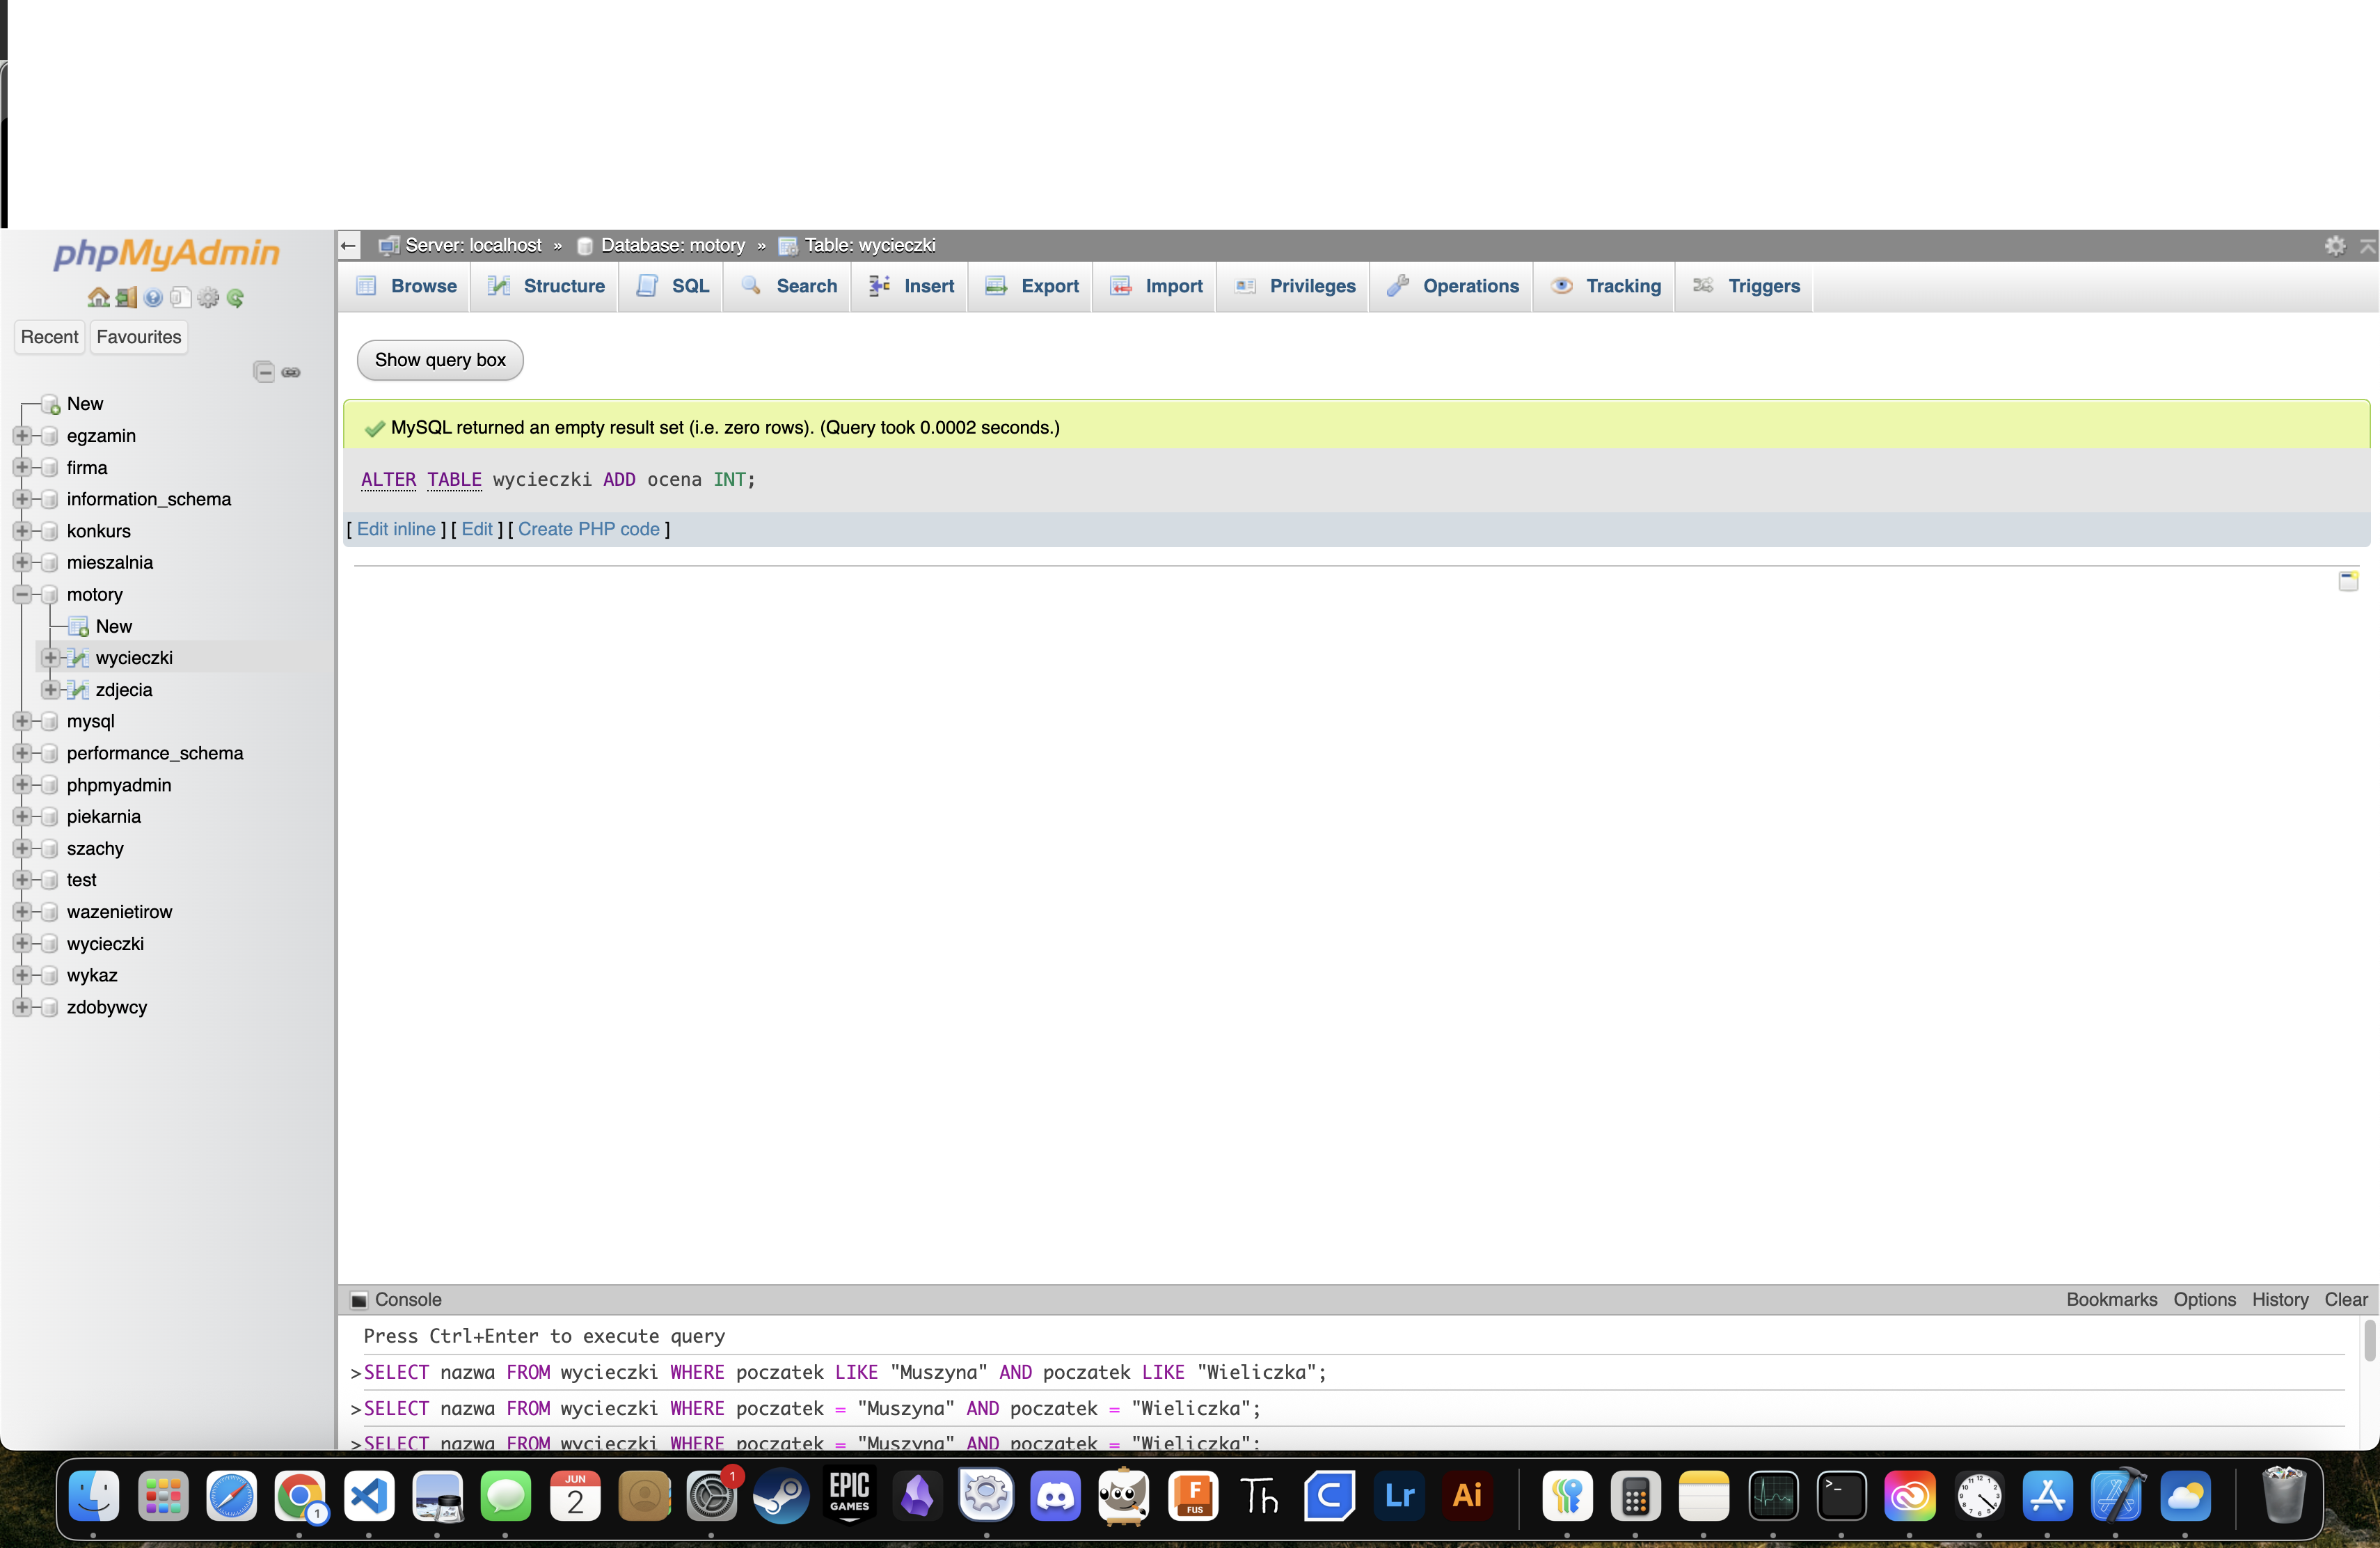 phpMyAdmin
Recent Favourites
New
egzamin
firma
information_schema
konkurs
mieszalnia
motory
New
wycieczki
zdjecia
mysql
performance_schema
phpmyadmin
piekarnia
szachy
test
wazenietirow
wycieczki
wykaz
zdobywcy
Server: localhost » Database: motory » Table: wycieczki
Browse Structure SQL Search Insert Export Import Privileges Operations Tracking Triggers
Show query box
MySQL returned an empty result set (i.e. zero rows). (Query took 0.0002 seconds.)
ALTER TABLE wycieczki ADD ocena INT;
[ Edit inline ] [ Edit ] [ Create PHP code ]
Console Bookmarks Options History Clear
Press Ctrl+Enter to execute query
>SELECT nazwa FROM wycieczki WHERE poczatek LIKE "Muszyna" AND poczatek LIKE "Wieliczka";
>SELECT nazwa FROM wycieczki WHERE poczatek = "Muszyna" AND poczatek = "Wieliczka";
>SELECT nazwa FROM wycieczki WHERE poczatek = "Muszyna" AND poczatek = "Wieliczka";
1 JUN 2 1 EPIC GAMES F FUS Th C Lr Ai >_